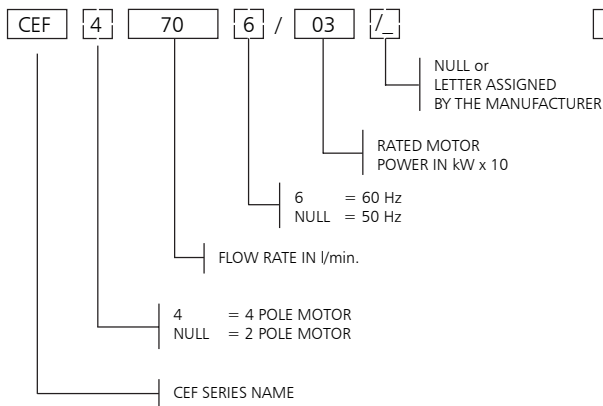 CEF 4 70 6 / 03 /_
NULL or
LETTER ASSIGNED
BY THE MANUFACTURER
RATED MOTOR
POWER IN kW x 10
6 = 60 Hz
NULL = 50 Hz
FLOW RATE IN l/min.
4 = 4 POLE MOTOR
NULL = 2 POLE MOTOR
CEF SERIES NAME